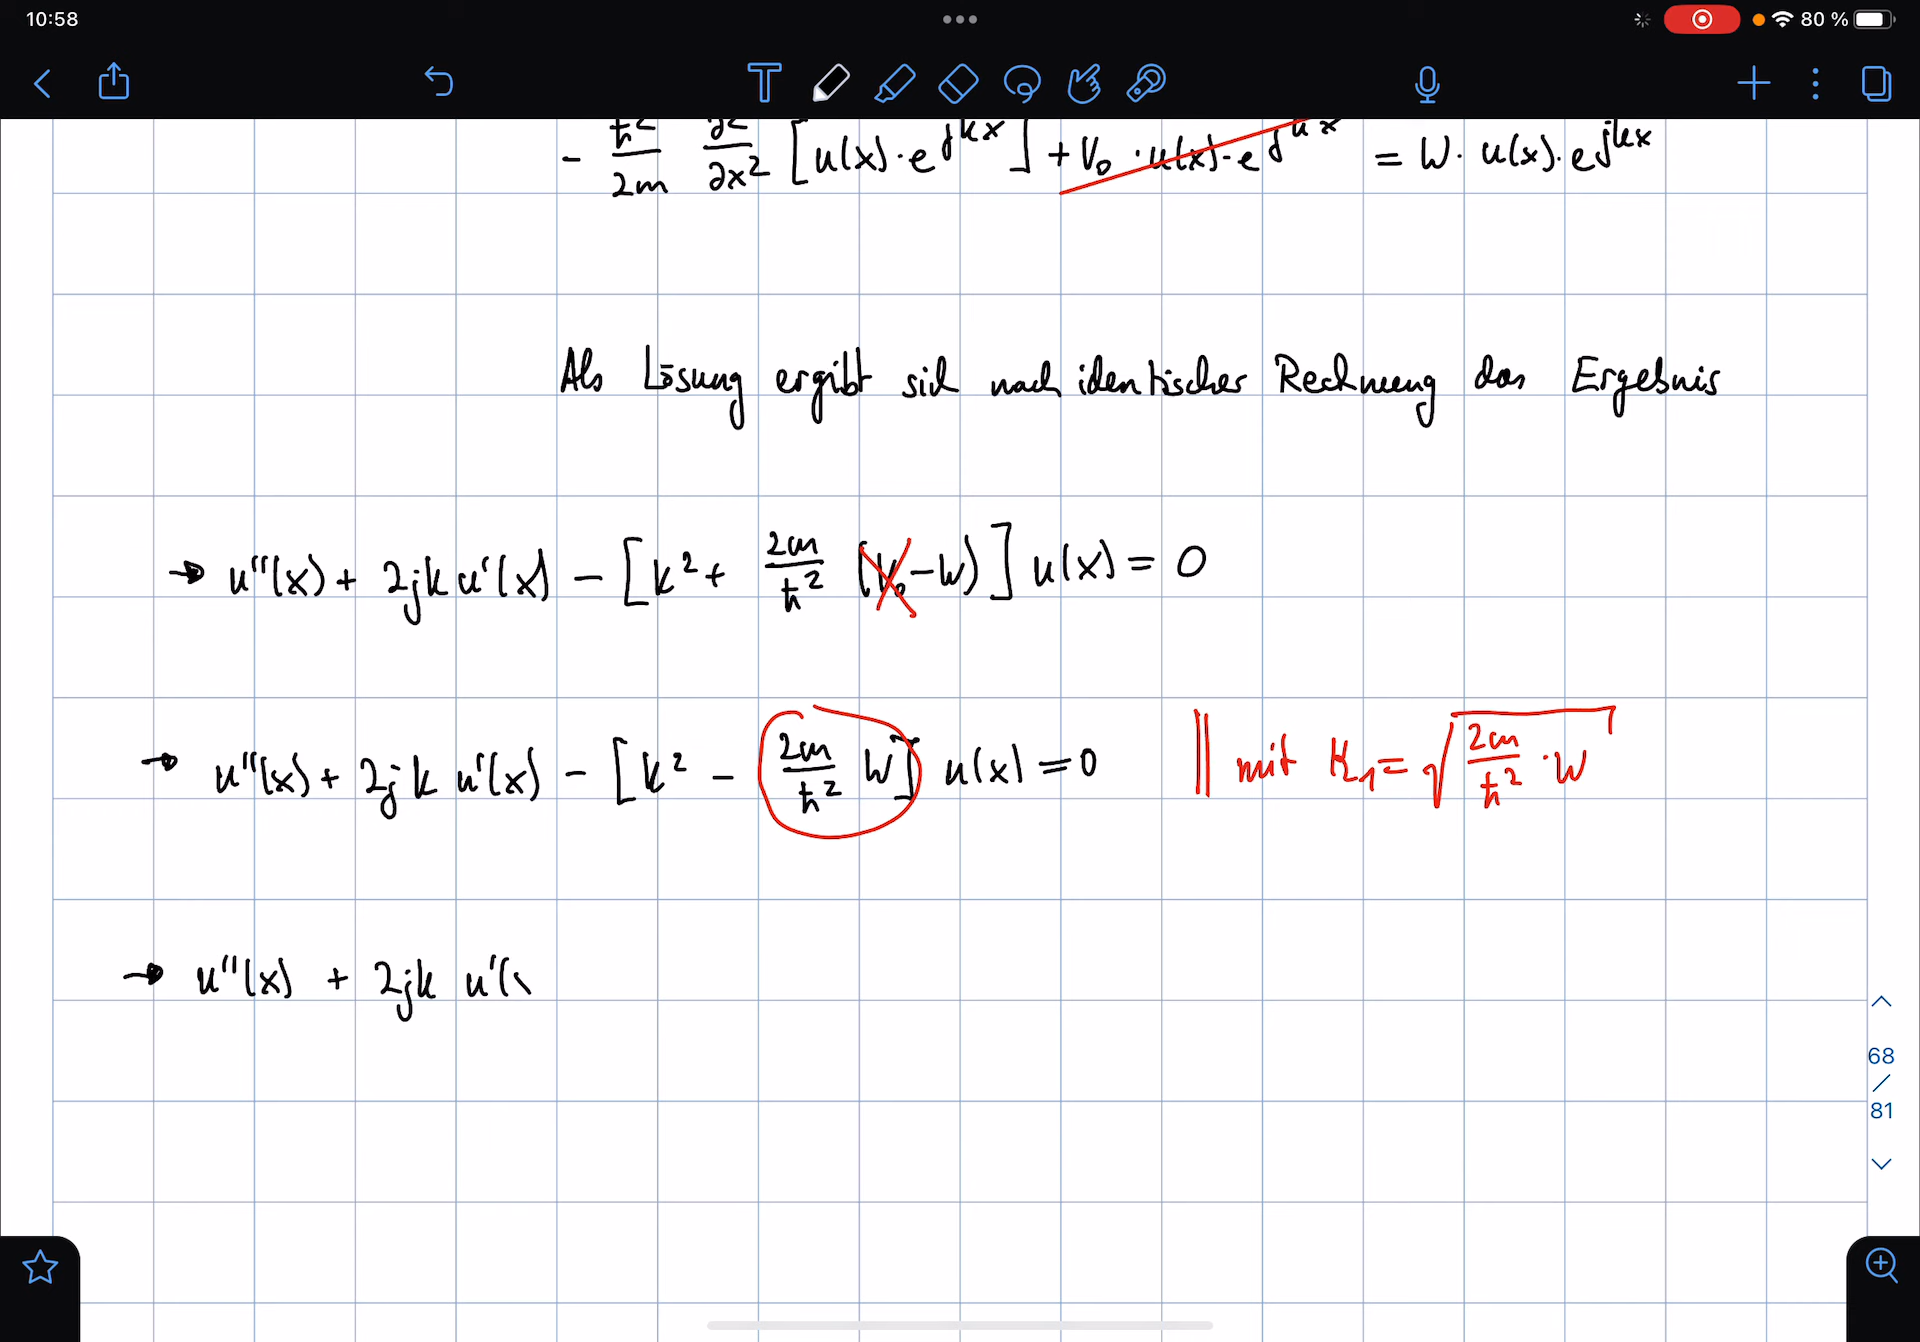 10:58
80 %
T
- ħ²/2m ∂²/∂x² [u(x)·e^jkx] + V₀·u(x)·e^jkx = W·u(x)·e^jkx
Als Lösung ergibt sich nach identischer Rechnung das Ergebnis
→ u''(x) + 2jk u'(x) − [k² + 2m/ħ² (V₀−W)] u(x) = 0
→ u''(x) + 2jk u'(x) − [k² − 2m/ħ² W] u(x) = 0 || mit K₁ = √(2m/ħ² · W)
→ u''(x) + 2jk u'(
68
/
81